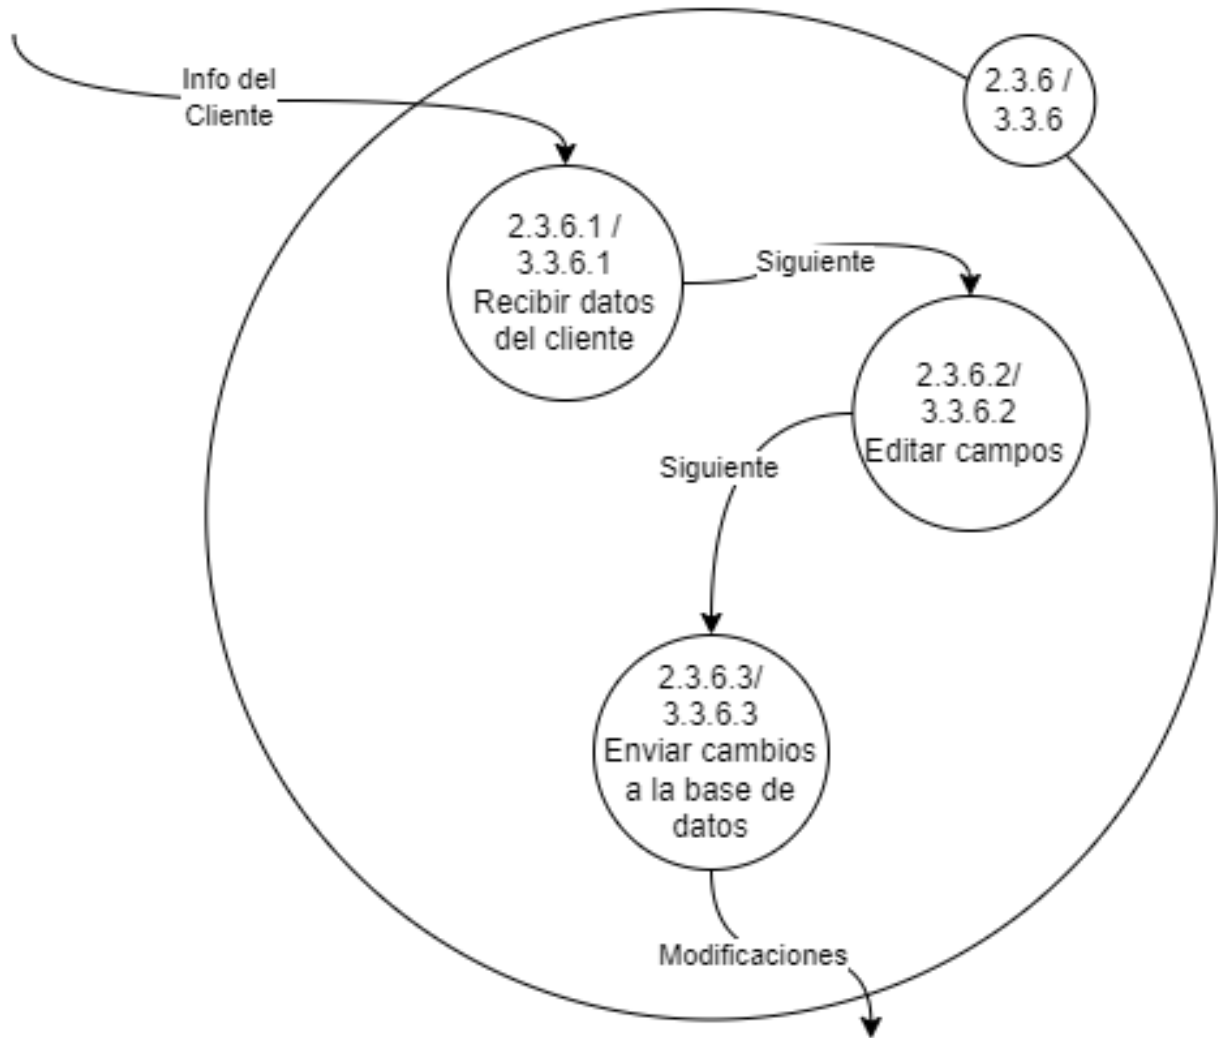 Info del
Cliente
2.3.6 /
3.3.6
2.3.6.1 /
3.3.6.1
Recibir datos
del cliente
Siguiente
2.3.6.2/
3.3.6.2
Editar campos
Siguiente
2.3.6.3/
3.3.6.3
Enviar cambios
a la base de
datos
Modificaciones